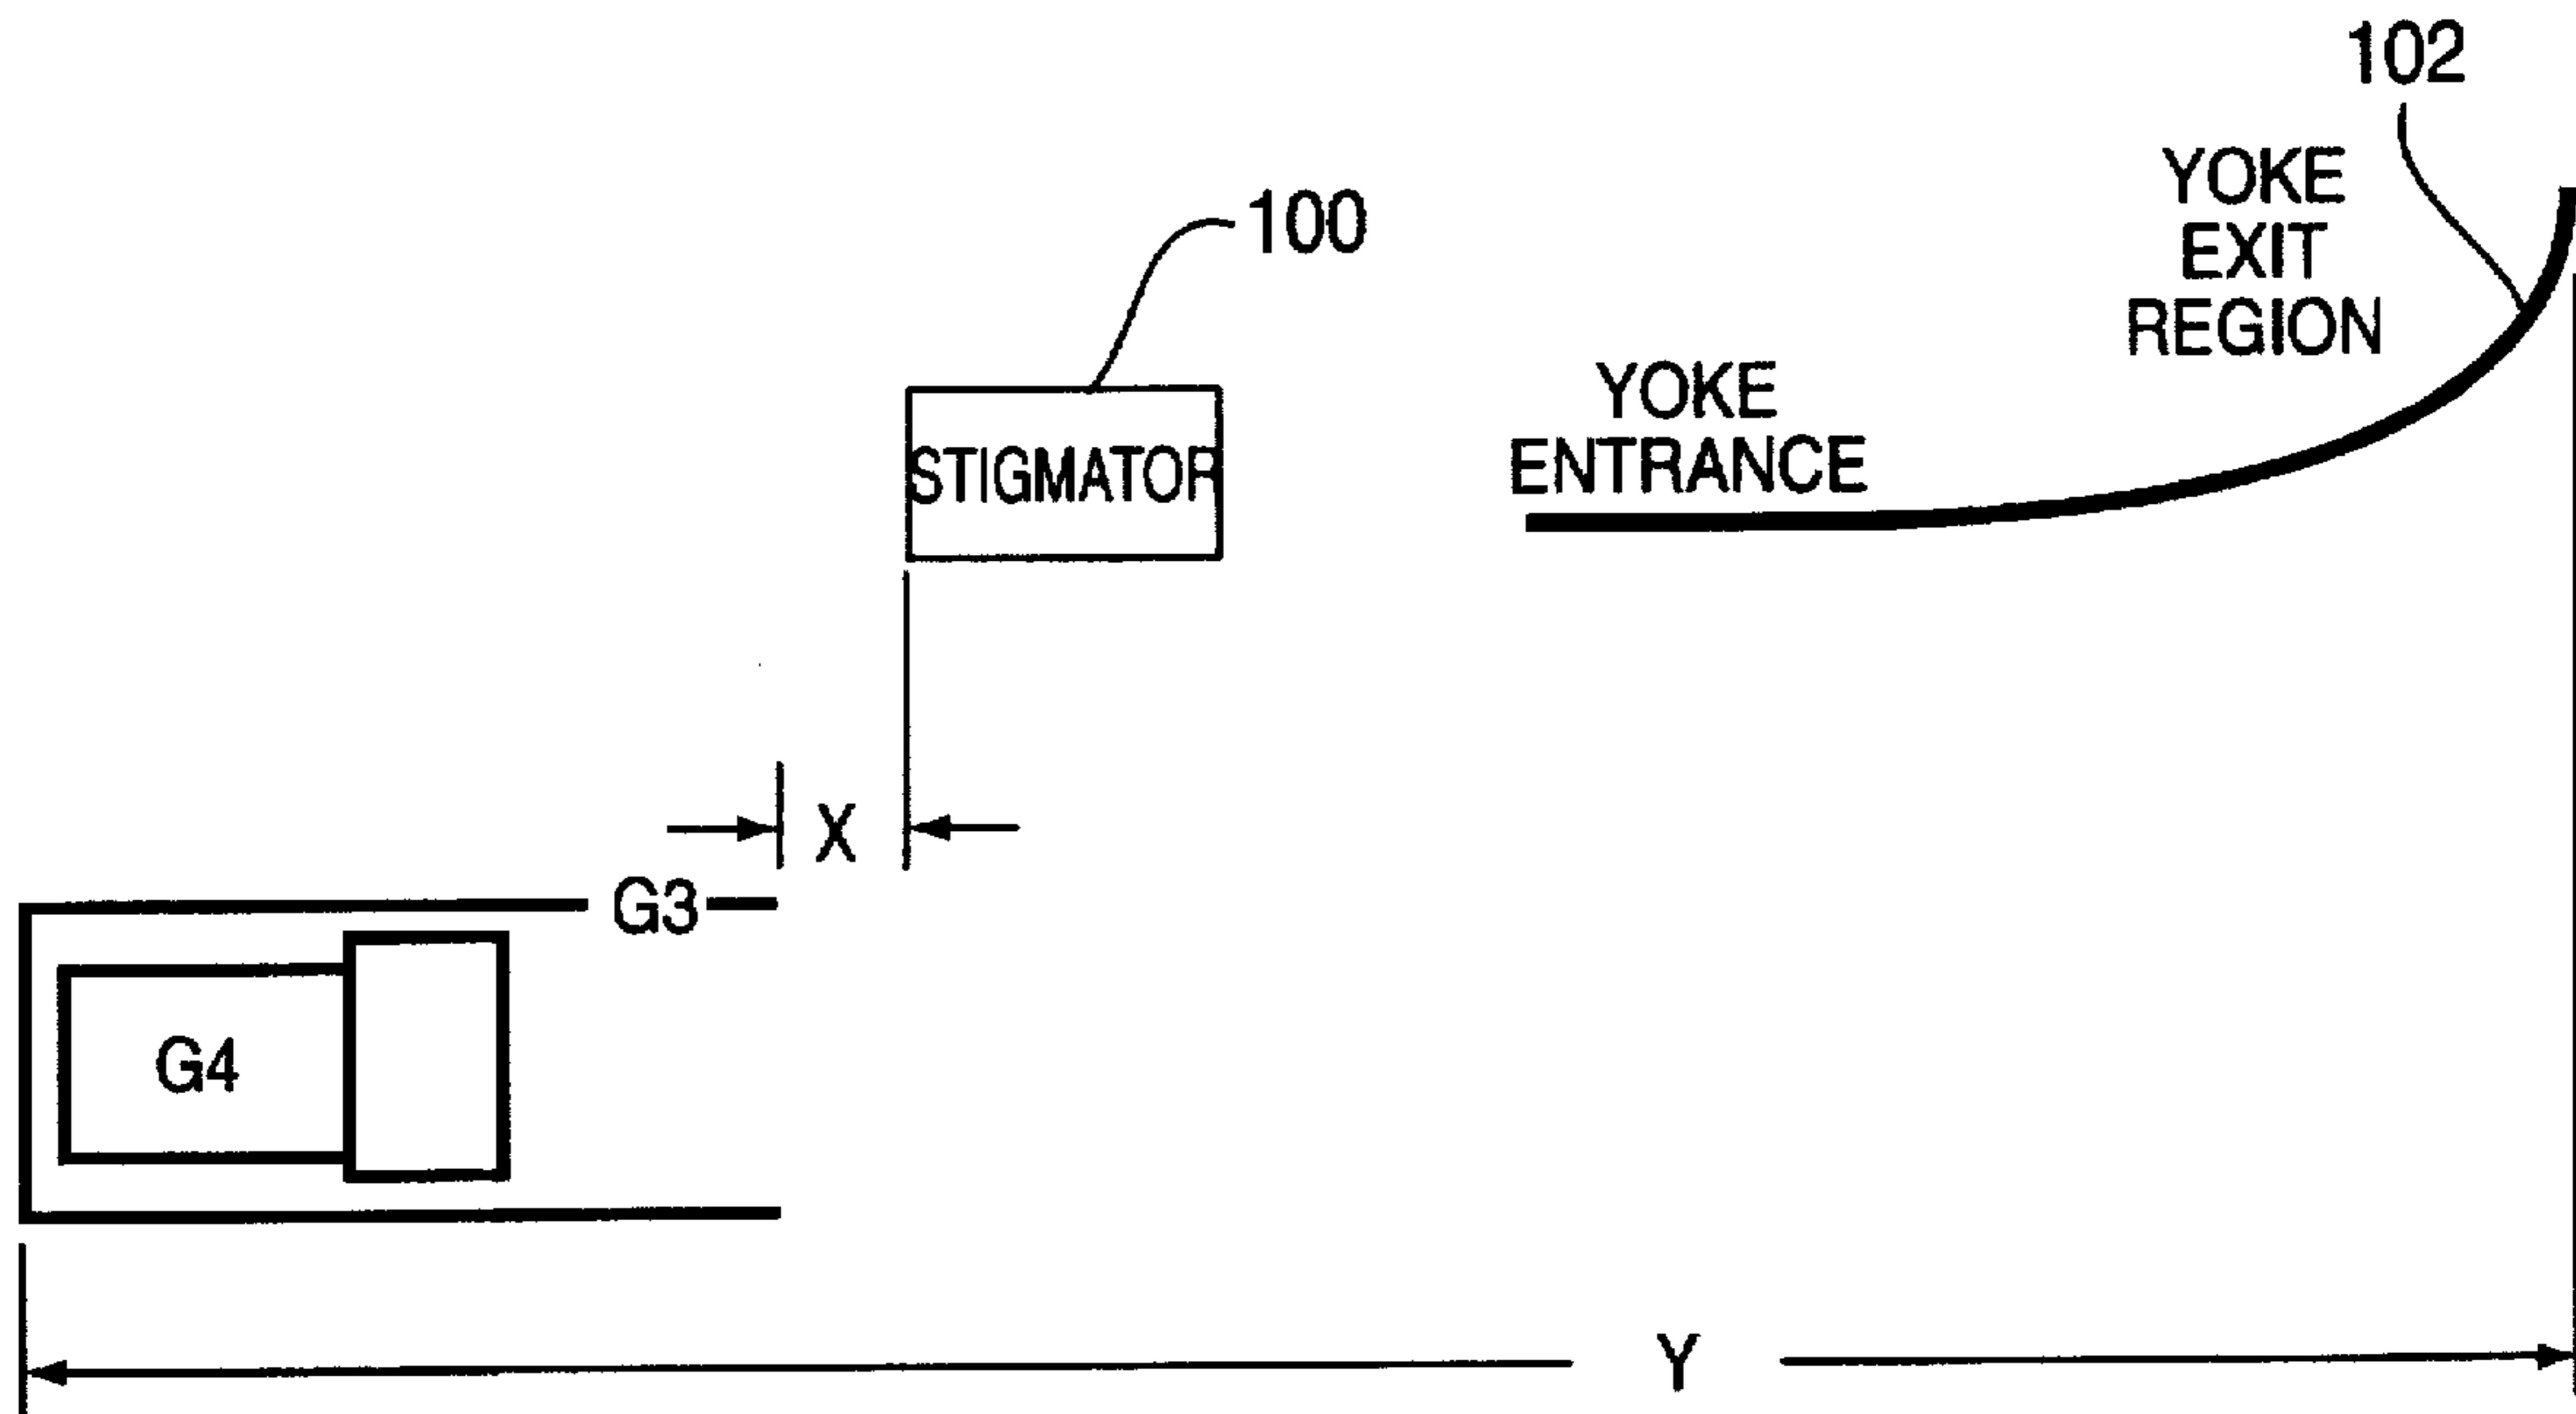 102
YOKE
EXIT
REGION
100
YOKE
ENTRANCE
STIGMATOR
X
G3
G4
Y